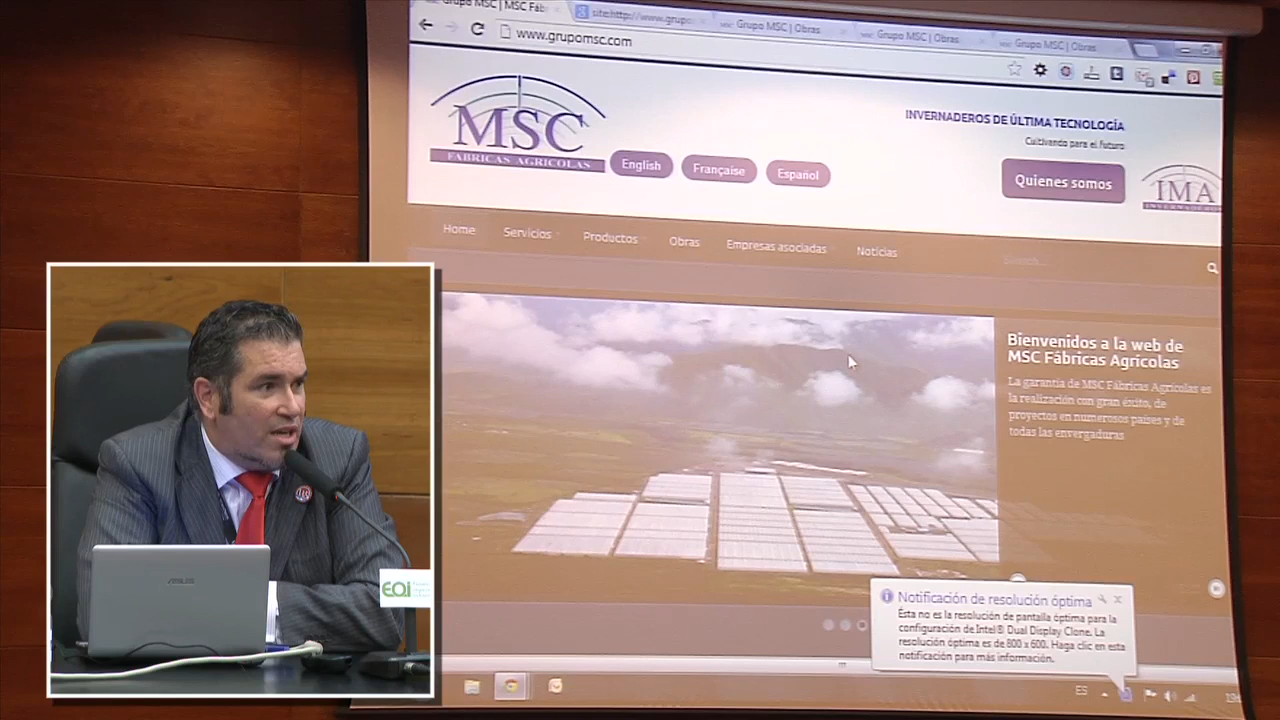 Grupo MSC | MSC Fáb
site:http://www.grupo
Grupo MSC | Obras
Grupo MSC | Obras
Grupo MSC | Obras
www.grupomsc.com
MSC
FÁBRICAS AGRÍCOLAS
English
Française
Español
INVERNADEROS DE ÚLTIMA TECNOLOGÍA
Cultivando para el futuro
Quienes somos
IMA
INVERNADEROS
Home
Servicios
Productos
Obras
Empresas asociadas
Noticias
Search...
Bienvenidos a la web de
MSC Fábricas Agrícolas
La garantía de MSC Fábricas Agrícolas es
la realización con gran éxito, de
proyectos en numerosos países y de
todas las envergaduras
Notificación de resolución óptima
Ésta no es la resolución de pantalla óptima para la
configuración de Intel® Dual Display Clone. La
resolución óptima es de 800 x 600. Haga clic en esta
notificación para más información.
ES
19:
ASUS
EOi